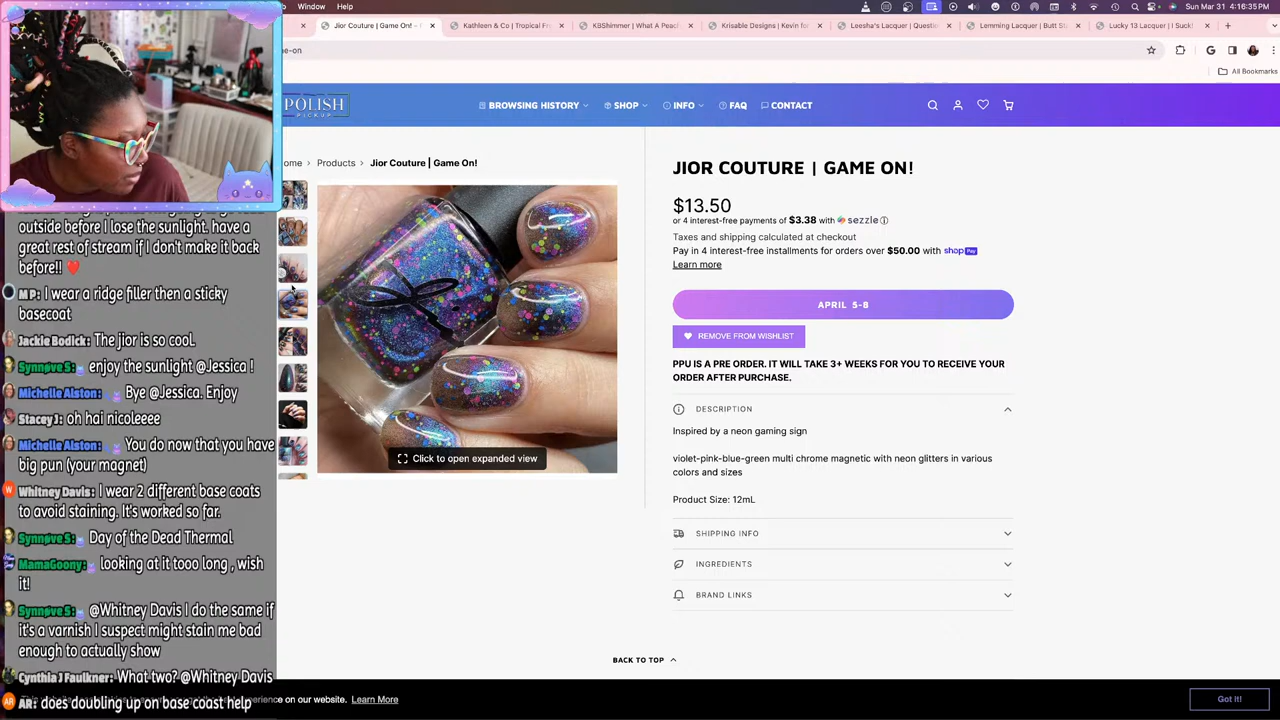 Window
Help
Sun Mar 31 4:16:35 PM
Jior Couture | Game On! -
Kathleen & Co | Tropical Fr
KBShimmer | What A Peach
Krisable Designs | Kevin for
Leesha's Lacquer | Questio
Lemming Lacquer | Butt St
Lucky 13 Lacquer | I Suck!
e-on
All Bookmarks
POLISH
PICKUP
BROWSING HISTORY
SHOP
INFO
FAQ
CONTACT
ome > Products > Jior Couture | Game On!
JIOR COUTURE | GAME ON!
$13.50
or 4 interest-free payments of $3.38 with sezzle
Taxes and shipping calculated at checkout
Pay in 4 interest-free installments for orders over $50.00 with shop Pay
Learn more
APRIL 5-8
REMOVE FROM WISHLIST
PPU IS A PRE ORDER. IT WILL TAKE 3+ WEEKS FOR YOU TO RECEIVE YOUR
ORDER AFTER PURCHASE.
DESCRIPTION
Inspired by a neon gaming sign
violet-pink-blue-green multi chrome magnetic with neon glitters in various
colors and sizes
Product Size: 12mL
SHIPPING INFO
INGREDIENTS
BRAND LINKS
Click to open expanded view
BACK TO TOP
outside before I lose the sunlight. have a
great rest of stream if I don't make it back
before!! ❤️
M P: I wear a ridge filler then a sticky
basecoat
Jackie Bodick: The jior is so cool.
Synnøve S: enjoy the sunlight @Jessica !
Michelle Alston: Bye @Jessica. Enjoy
Stacey J: oh hai nicoleeee
Michelle Alston: You do now that you have
big pun (your magnet)
Whitney Davis: I wear 2 different base coats
to avoid staining. It's worked so far.
Synnøve S: Day of the Dead Thermal
MamaGoony: looking at it tooo long , wish
it!
Synnøve S: @Whitney Davis I do the same if
it's a varnish I suspect might stain me bad
enough to actually show
Cynthia J Faulkner: What two? @Whitney Davis
AR: does doubling up on base coast help
experience on our website. Learn More
Got it!